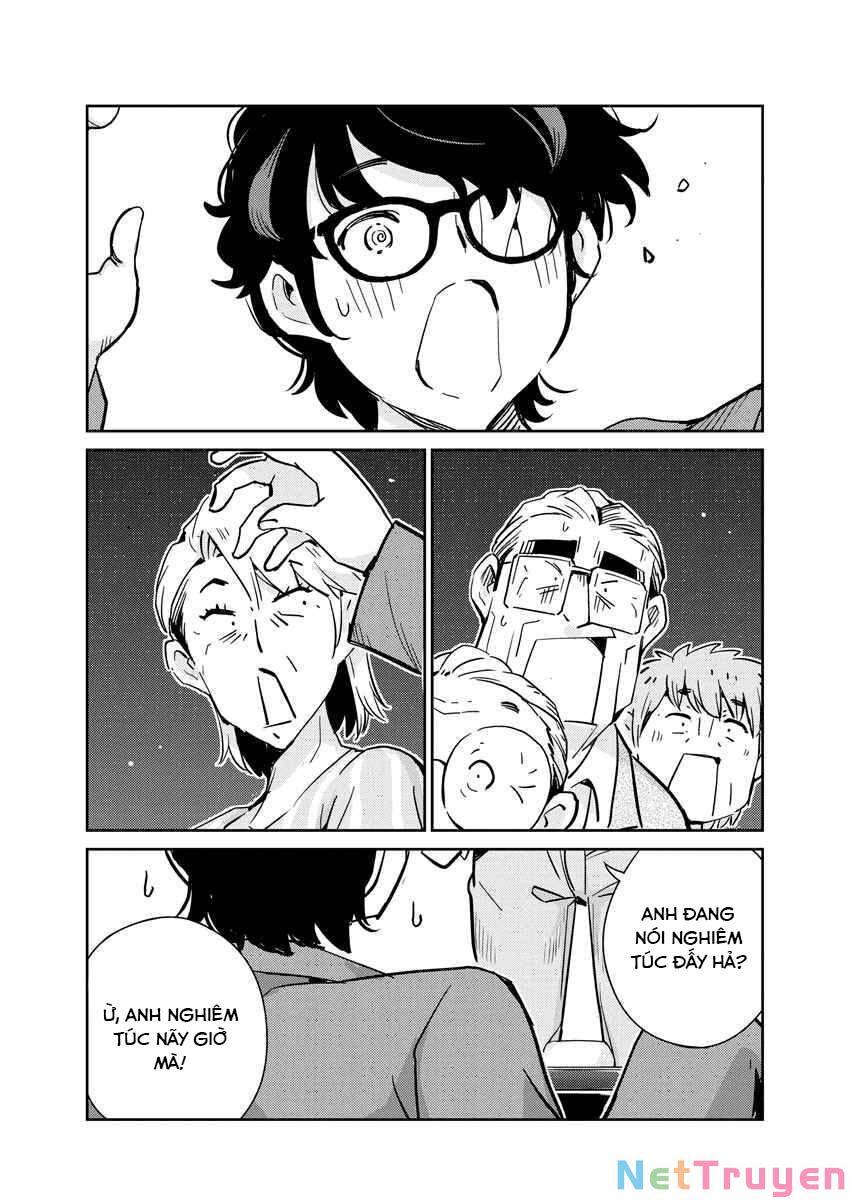 ANH ĐANG
NÓI NGHIÊM
TÚC ĐẤY HẢ?
Ừ, ANH NGHIÊM
TÚC NÃY GIỜ
MÀ!
NetTruyen